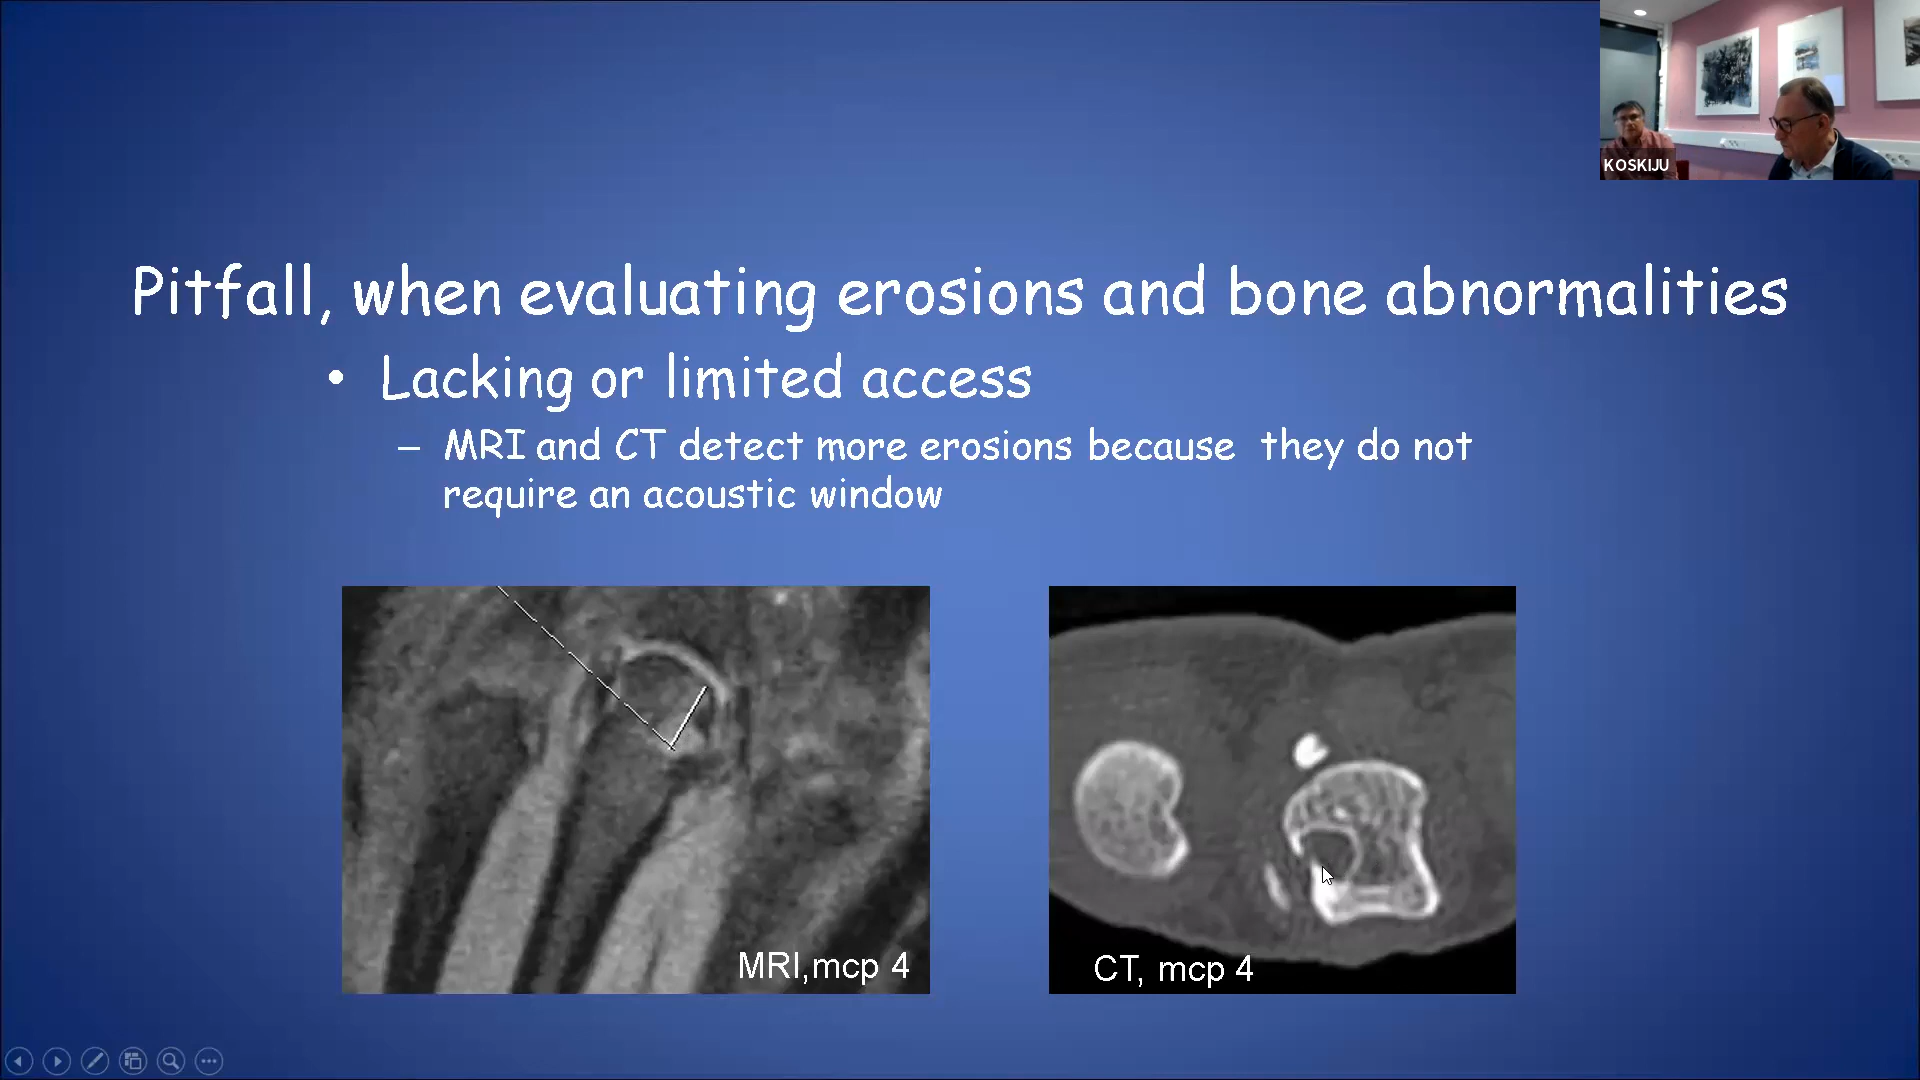 KOSKIJU
Pitfall, when evaluating erosions and bone abnormalities
• Lacking or limited access
– MRI and CT detect more erosions because they do not
require an acoustic window
MRI,mcp 4
CT, mcp 4